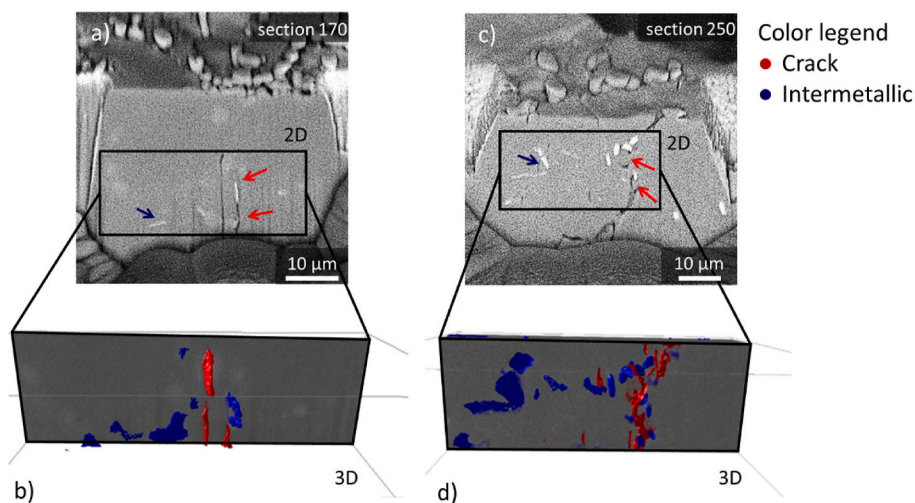 a)
section 170
2D
10 µm
c)
section 250
2D
10 µm
Color legend
Crack
Intermetallic
b)
3D
d)
3D